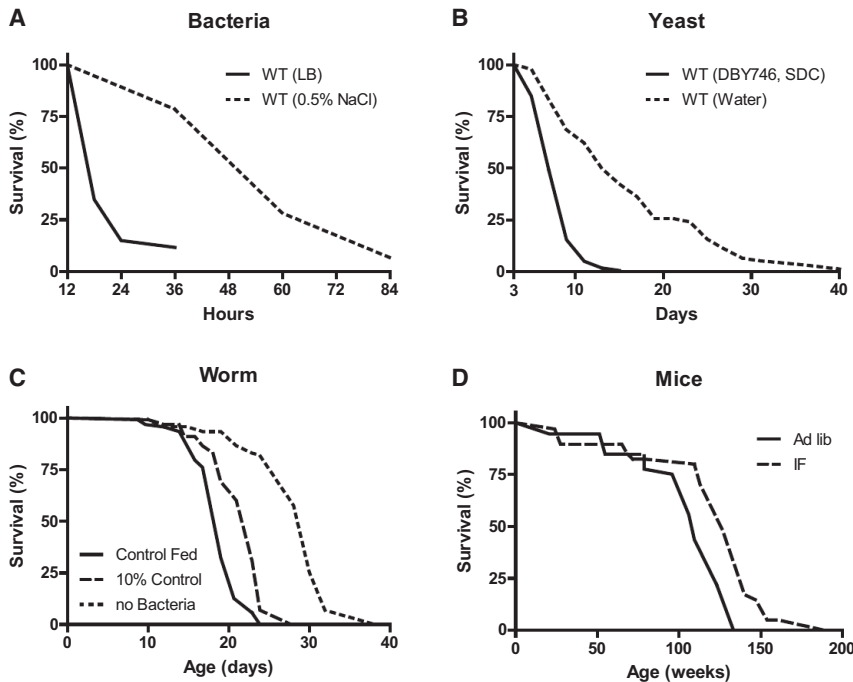 A
Bacteria
Survival (%)
100
75
50
25
0
WT (LB)
WT (0.5% NaCl)
12 24 36 48 60 72 84
Hours
B
Yeast
Survival (%)
100
75
50
25
0
WT (DBY746, SDC)
WT (Water)
3 10 20 30 40
Days
C
Worm
Survival (%)
100
75
50
25
0
Control Fed
10% Control
no Bacteria
0 10 20 30 40
Age (days)
D
Mice
Survival (%)
100
75
50
25
0
Ad lib
IF
0 50 100 150 200
Age (weeks)